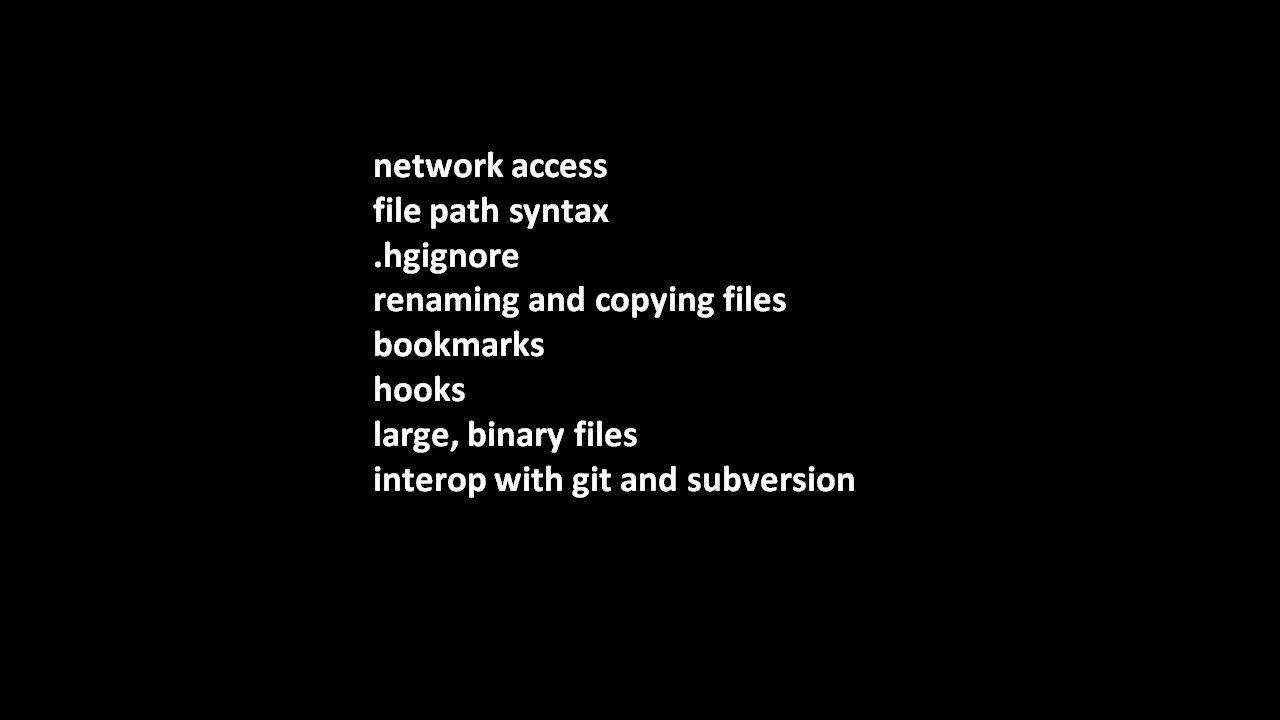 network access
file path syntax
.hgignore
renaming and copying files
bookmarks
hooks
large, binary files
interop with git and subversion